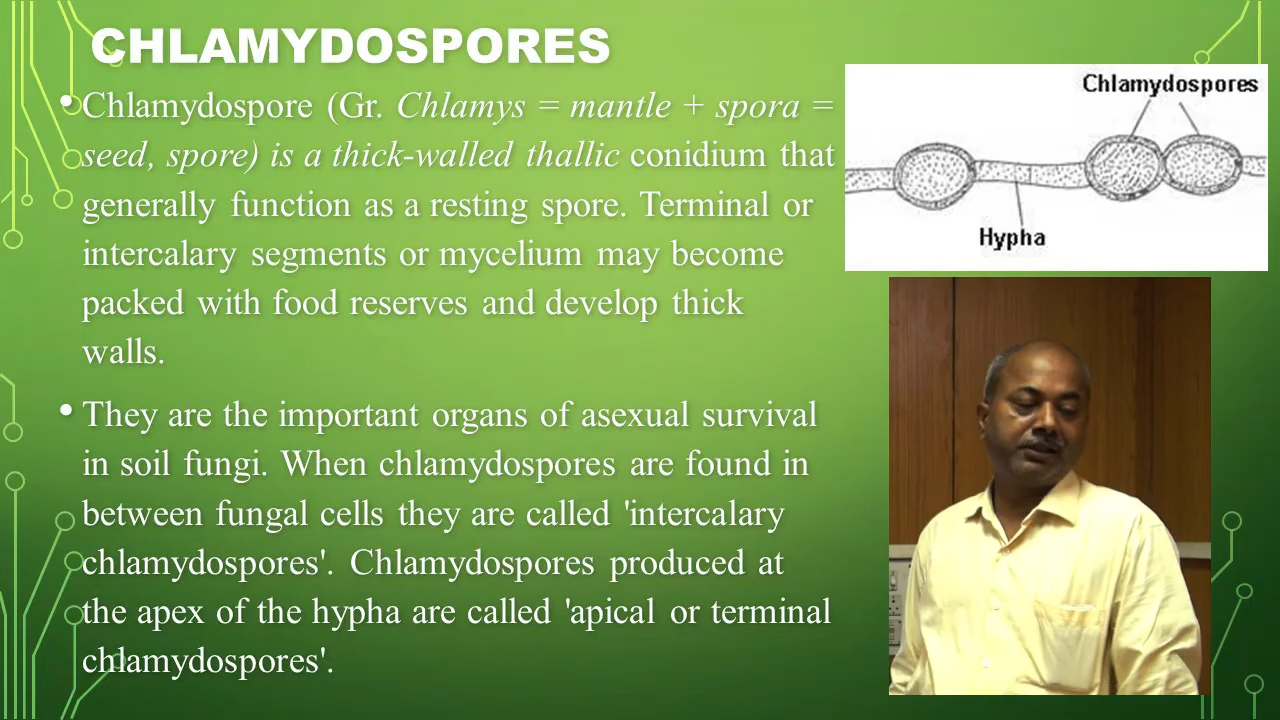 CHLAMYDOSPORES
• Chlamydospore (Gr. Chlamys = mantle + spora =
seed, spore) is a thick-walled thallic conidium that
generally function as a resting spore. Terminal or
intercalary segments or mycelium may become
packed with food reserves and develop thick
walls.
• They are the important organs of asexual survival
in soil fungi. When chlamydospores are found in
between fungal cells they are called 'intercalary
chlamydospores'. Chlamydospores produced at
the apex of the hypha are called 'apical or terminal
chlamydospores'.
Chlamydospores
Hypha